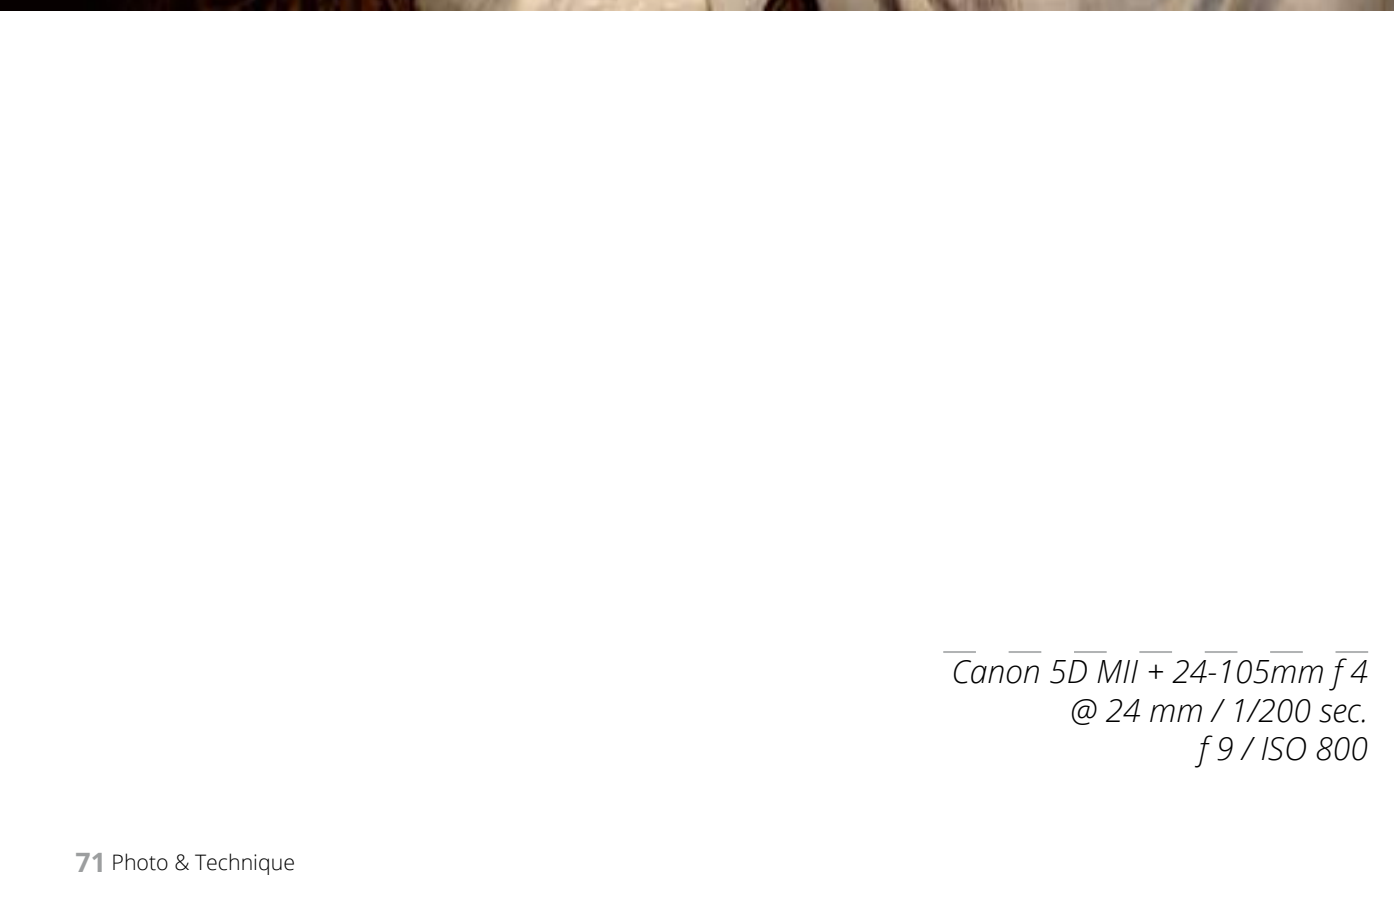 Canon 5D MII + 24-105mm f 4
@ 24 mm / 1/200 sec.
f 9 / ISO 800
71 Photo & Technique